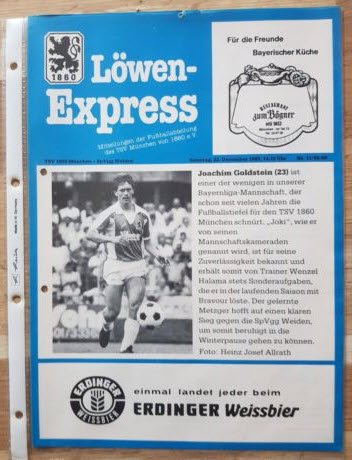 1860
Löwen-
Express
Mitteilungen der Fußballabteilung
des TSV München von 1860 e.V.
Für die Freunde
Bayerischer Küche
RESTAURANT
zum Bögner
TSV 1860 München - SpVgg Weiden
Joachim Goldstein (23) ist
einer der wenigen in unserer
Bayernliga-Mannschaft, der
schon seit vielen Jahren die
Fußballstiefel für den TSV 1860
München schnürt. „Joki", wie er
von seinen
Mannschaftskameraden
genannt wird, ist für seine
Zuverlässigkeit bekannt und
erhält somit von Trainer Wenzel
Halama stets Sonderaufgaben,
die er in der laufenden Saison mit
Bravour löste. Der gelernte
Metzger hofft auf einen klaren
Sieg gegen die SpVgg Weiden,
um somit beruhigt in die
Winterpause gehen zu können.
Foto: Heinz Josef Allrath
ERDINGER
WEISSBIER
einmal landet jeder beim
ERDINGER Weissbier